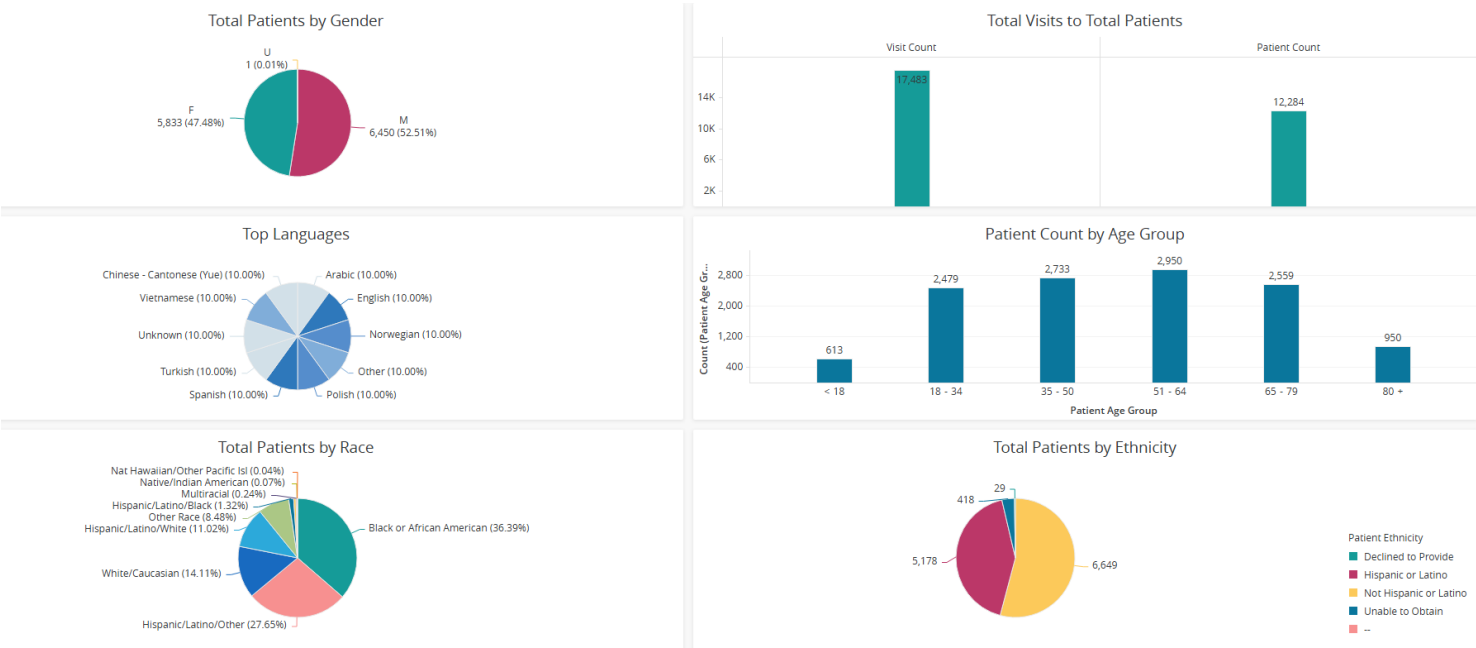 Total Patients by Gender
U
1 (0.01%)
F
5,833 (47.48%)
M
6,450 (52.51%)
Total Visits to Total Patients
Visit Count
Patient Count
14K
10K
6K
2K
17,483
12,284
Top Languages
Chinese - Cantonese (Yue) (10.00%)
Arabic (10.00%)
Vietnamese (10.00%)
English (10.00%)
Unknown (10.00%)
Norwegian (10.00%)
Turkish (10.00%)
Other (10.00%)
Spanish (10.00%)
Polish (10.00%)
Patient Count by Age Group
Count (Patient Age Gr...
2,800
2,000
1,200
400
613
2,479
2,733
2,950
2,559
950
< 18
18 - 34
35 - 50
51 - 64
65 - 79
80 +
Patient Age Group
Total Patients by Race
Nat Hawaiian/Other Pacific Isl (0.04%)
Native/Indian American (0.07%)
Multiracial (0.24%)
Hispanic/Latino/Black (1.32%)
Other Race (8.48%)
Hispanic/Latino/White (11.02%)
Black or African American (36.39%)
White/Caucasian (14.11%)
Hispanic/Latino/Other (27.65%)
Total Patients by Ethnicity
29
418
5,178
6,649
Patient Ethnicity
Declined to Provide
Hispanic or Latino
Not Hispanic or Latino
Unable to Obtain
--